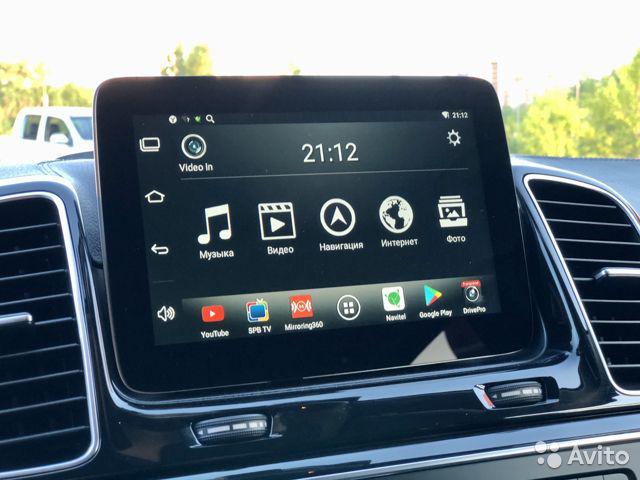 21:12
Video In
21:12
Музыка
Видео
Навигация
Интернет
Фото
YouTube
SPB TV
Mirroring360
Navitel
Google Play
Transcend
DrivePro
Avito